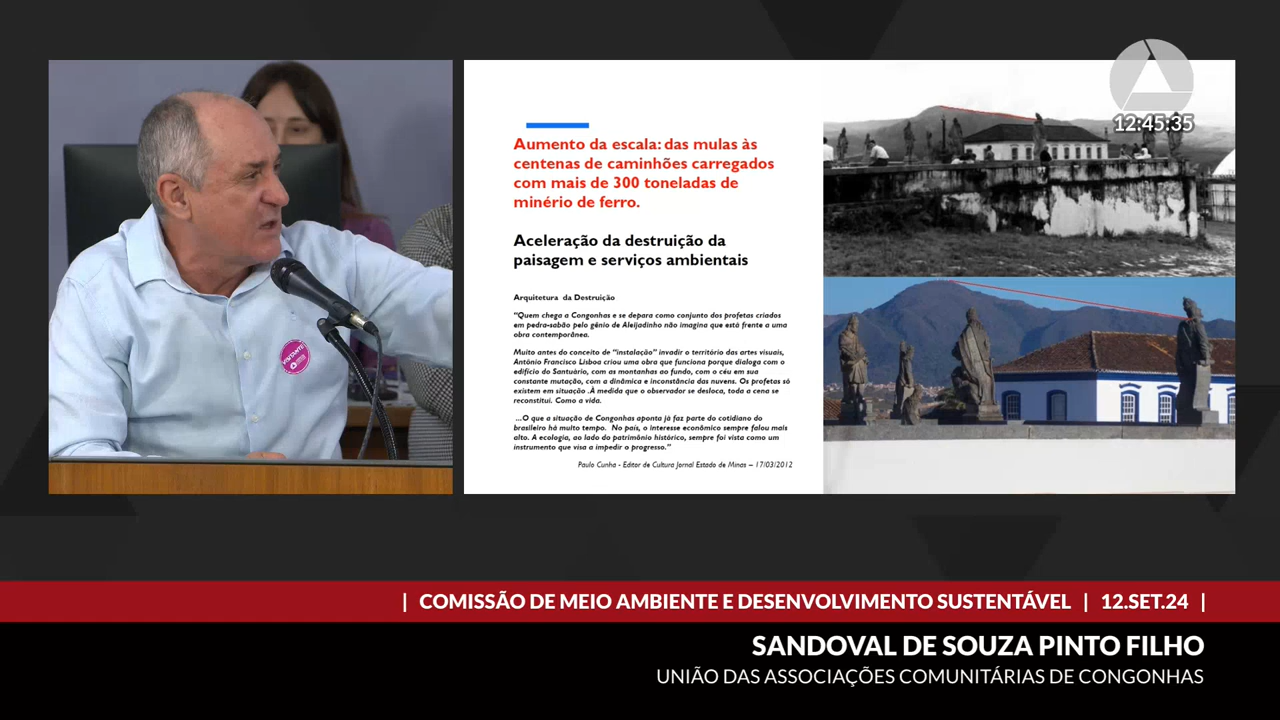 12:45:35
Aumento da escala: das mulas às
centenas de caminhões carregados
com mais de 300 toneladas de
minério de ferro.
Aceleração da destruição da
paisagem e serviços ambientais
Arquitetura da Destruição
"Quem chega a Congonhas e se depara como conjunto dos profetas criados
em pedra-sabão pelo gênio de Aleijadinho não imagina que está frente a uma
obra contemporânea.
Muito antes do conceito de "instalação" invadir o território das artes visuais,
Antônio Francisco Lisboa criou uma obra que funciona porque dialoga com o
edifício do Santuário, com as montanhas ao fundo, com o céu em sua
constante mutação, com a dinâmica e inconstância das nuvens. Os profetas só
existem em situação .À medida que o observador se desloca, toda a cena se
reconstitui. Como a vida.
...O que a situação de Congonhas aponta já faz parte do cotidiano do
brasileiro há muito tempo. No país, o interesse econômico sempre falou mais
alto. A ecologia, ao lado do patrimônio histórico, sempre foi vista como um
instrumento que visa a impedir o progresso."
Paulo Cunha - Editor de Cultura Jornal Estado de Minas – 17/03/2012
VISITANTE
| COMISSÃO DE MEIO AMBIENTE E DESENVOLVIMENTO SUSTENTÁVEL | 12.SET.24 |
SANDOVAL DE SOUZA PINTO FILHO
UNIÃO DAS ASSOCIAÇÕES COMUNITÁRIAS DE CONGONHAS